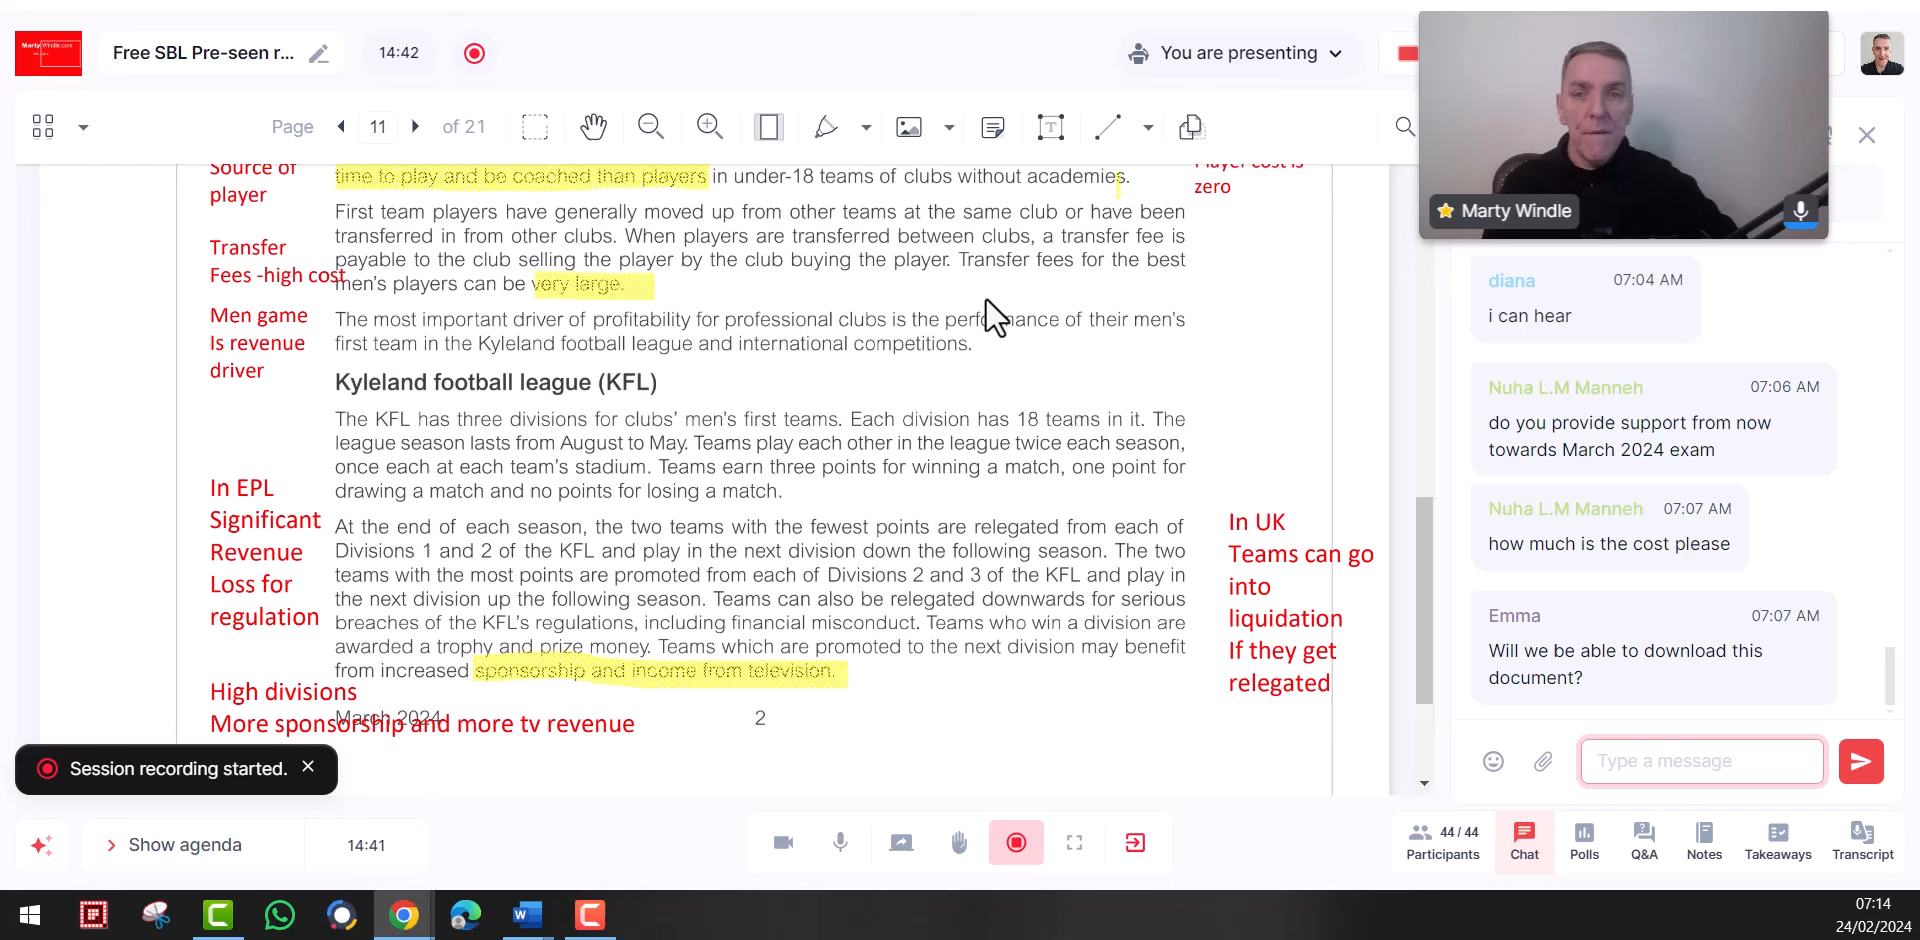 MartyWindle.com
Free SBL Pre-seen r...
14:42
You are presenting
Page 11 of 21
Marty Windle
Source of
player
zero
time to play and be coached than players in under-18 teams of clubs without academies.
First team players have generally moved up from other teams at the same club or have been
transferred in from other clubs. When players are transferred between clubs, a transfer fee is
payable to the club selling the player by the club buying the player. Transfer fees for the best
men's players can be very large.
Transfer
Fees -high cost
The most important driver of profitability for professional clubs is the performance of their men's
first team in the Kyleland football league and international competitions.
Men game
Is revenue
driver
Kyleland football league (KFL)
The KFL has three divisions for clubs' men's first teams. Each division has 18 teams in it. The
league season lasts from August to May. Teams play each other in the league twice each season,
once each at each team's stadium. Teams earn three points for winning a match, one point for
drawing a match and no points for losing a match.
At the end of each season, the two teams with the fewest points are relegated from each of
Divisions 1 and 2 of the KFL and play in the next division down the following season. The two
teams with the most points are promoted from each of Divisions 2 and 3 of the KFL and play in
the next division up the following season. Teams can also be relegated downwards for serious
breaches of the KFL's regulations, including financial misconduct. Teams who win a division are
awarded a trophy and prize money. Teams which are promoted to the next division may benefit
from increased sponsorship and income from television.
In EPL
Significant
Revenue
Loss for
regulation
In UK
Teams can go
into
liquidation
If they get
relegated
High divisions
More sponsorship and more tv revenue
March 2024
2
diana 07:04 AM
i can hear
Nuha L.M Manneh 07:06 AM
do you provide support from now
towards March 2024 exam
Nuha L.M Manneh 07:07 AM
how much is the cost please
Emma 07:07 AM
Will we be able to download this
document?
Type a message
Session recording started.
Show agenda
14:41
44 / 44
Participants
Chat
Polls
Q&A
Notes
Takeaways
Transcript
07:14
24/02/2024